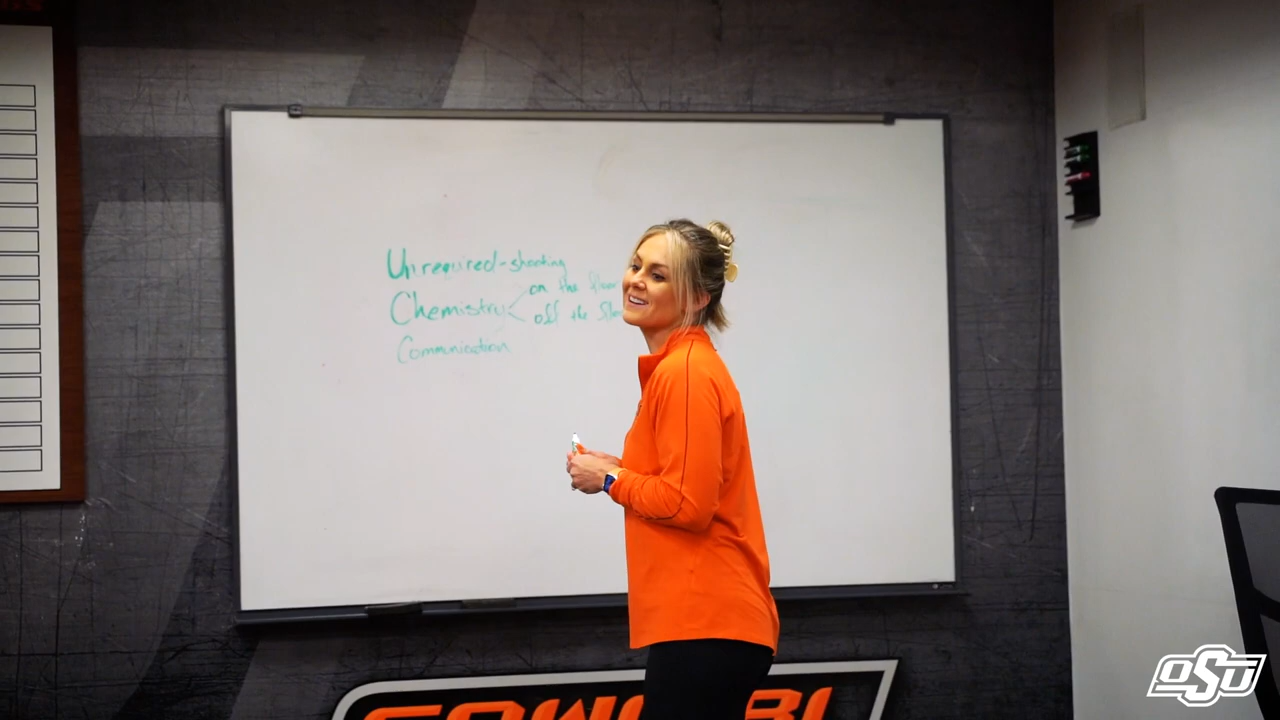 Unrequired-shooting
Chemistry
on the floor
off the
Communication
OSU